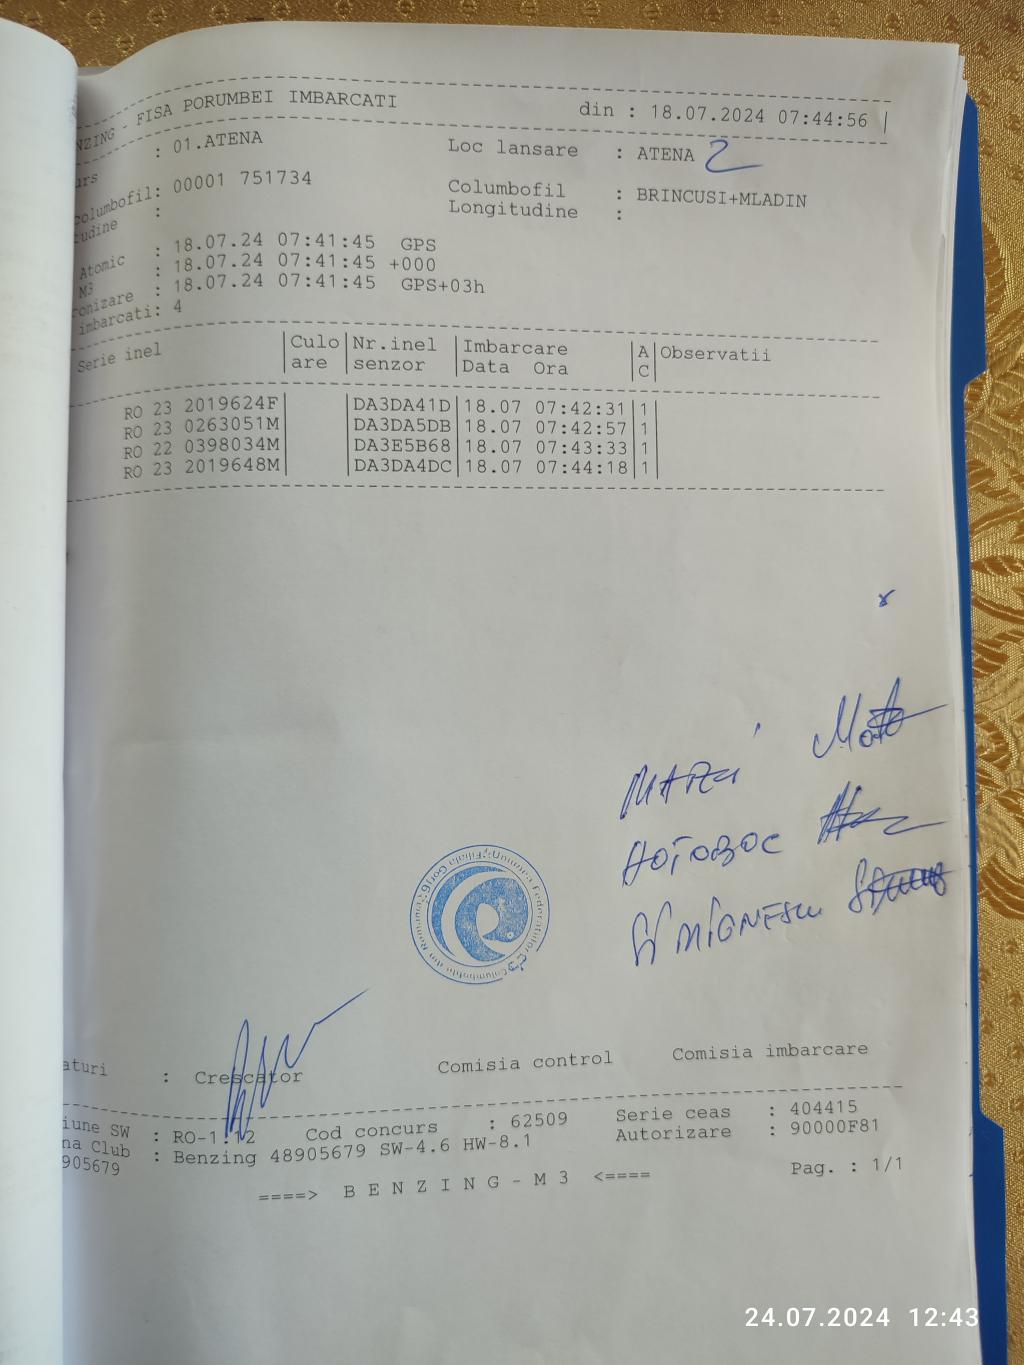 NZING - FISA PORUMBEI IMBARCATI din : 18.07.2024 07:44:56
urs : 01.ATENA Loc lansare : ATENA 2
columbofil: 00001 751734 Columbofil : BRINCUSI+MLADIN
tudine : Longitudine :
Atomic : 18.07.24 07:41:45 GPS
M3 : 18.07.24 07:41:45 +000
onizare : 18.07.24 07:41:45 GPS+03h
imbarcati: 4
Serie inel Culo Nr.inel Imbarcare A Observatii
are senzor Data Ora C
RO 23 2019624F DA3DA41D 18.07 07:42:31 1
RO 23 0263051M DA3DA5DB 18.07 07:42:57 1
RO 22 0398034M DA3E5B68 18.07 07:43:33 1
RO 23 2019648M DA3DA4DC 18.07 07:44:18 1
aturi : Crescator Comisia control Comisia imbarcare
iune SW : RO-1.12 Cod concurs : 62509 Serie ceas : 404415
na Club : Benzing 48905679 SW-4.6 HW-8.1 Autorizare : 90000F81
905679
====> B E N Z I N G - M 3 <==== Pag. : 1/1
24.07.2024 12:43